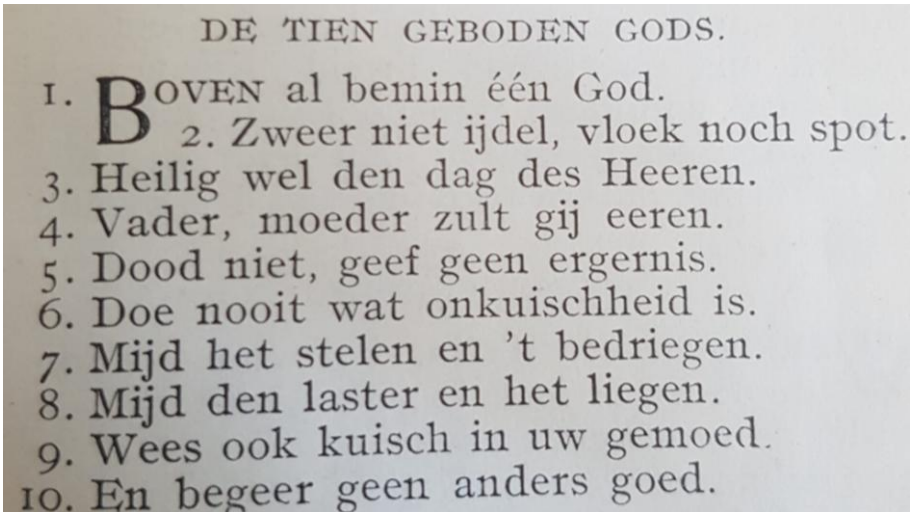 DE TIEN GEBODEN GODS.
1. BOVEN al bemin één God.
2. Zweer niet ijdel, vloek noch spot.
3. Heilig wel den dag des Heeren.
4. Vader, moeder zult gij eeren.
5. Dood niet, geef geen ergernis.
6. Doe nooit wat onkuischheid is.
7. Mijd het stelen en 't bedriegen.
8. Mijd den laster en het liegen.
9. Wees ook kuisch in uw gemoed.
10. En begeer geen anders goed.